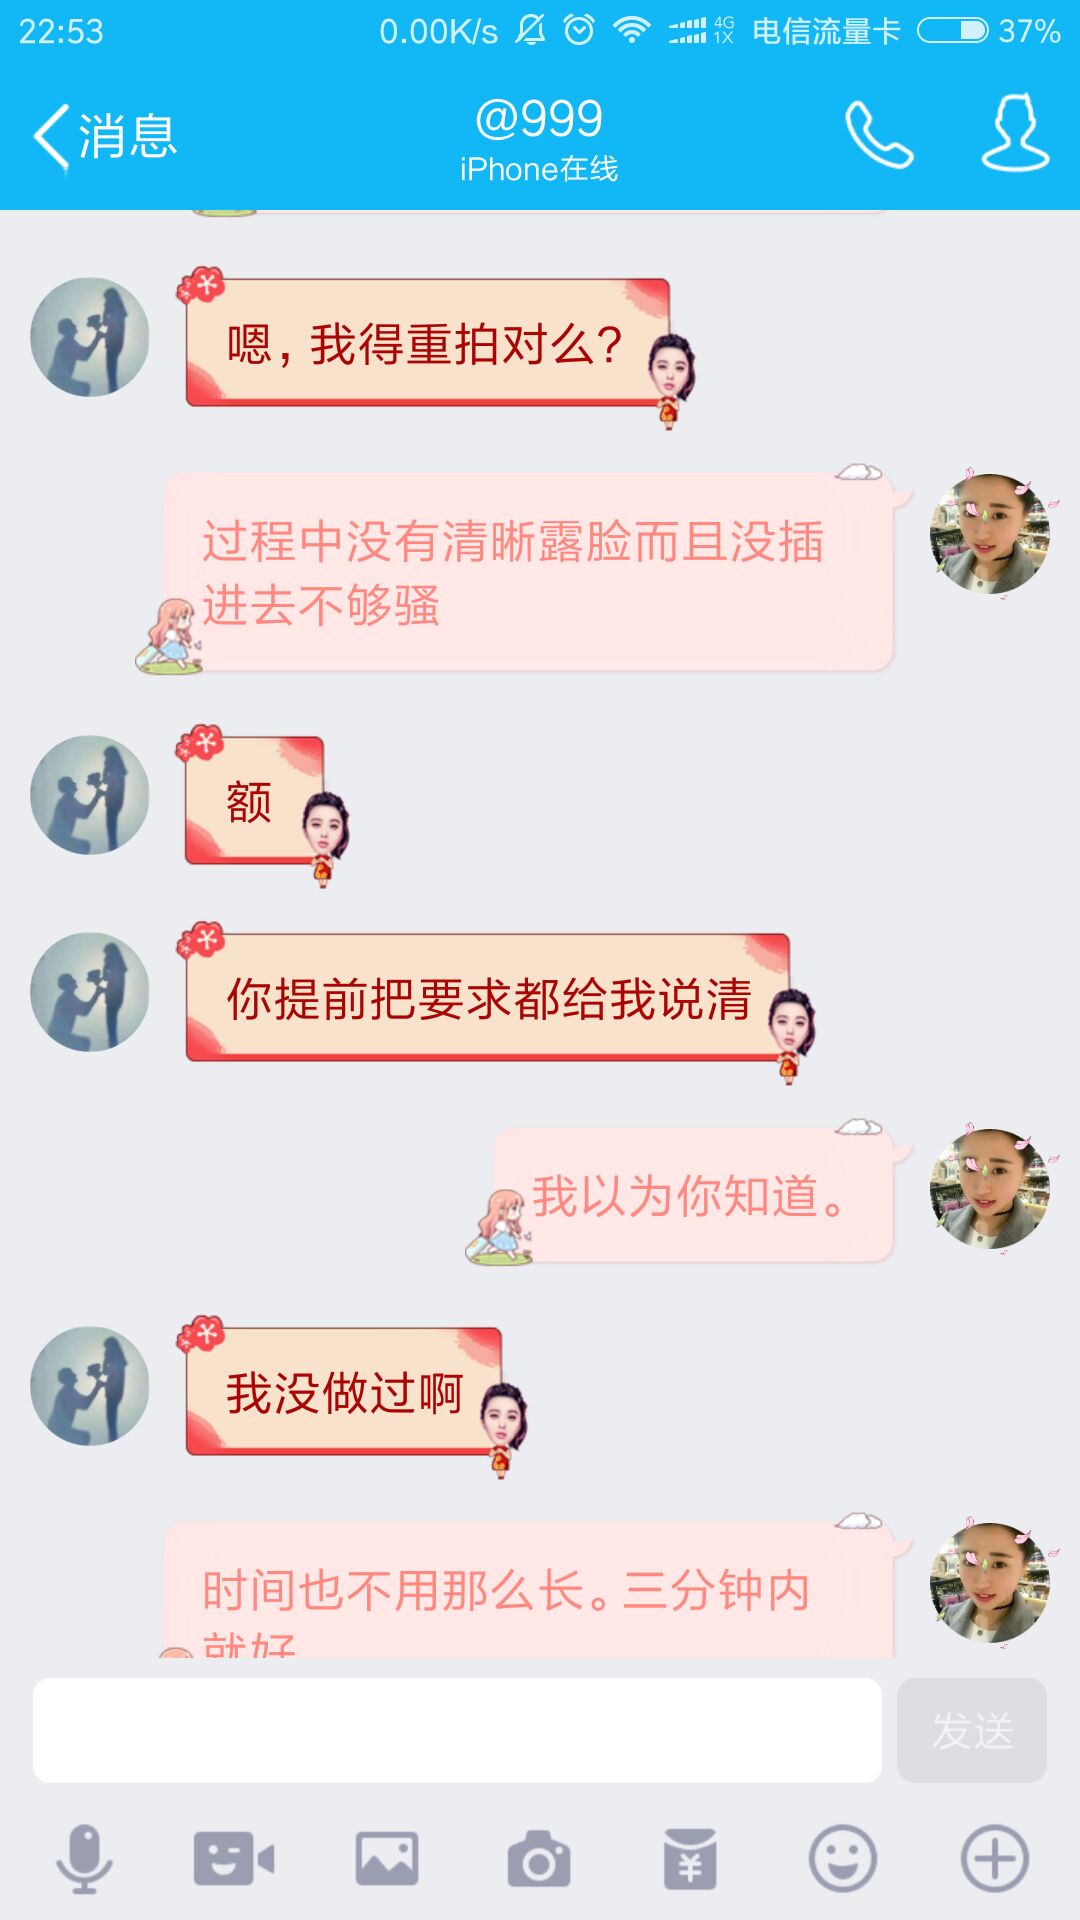 22:53
0.00K/s
4G
1X
电信流量卡
37%
消息
@999
iPhone在线
嗯，我得重拍对么？
过程中没有清晰露脸而且没插
进去不够骚
额
你提前把要求都给我说清
我以为你知道。
我没做过啊
时间也不用那么长。三分钟内
就好
发送